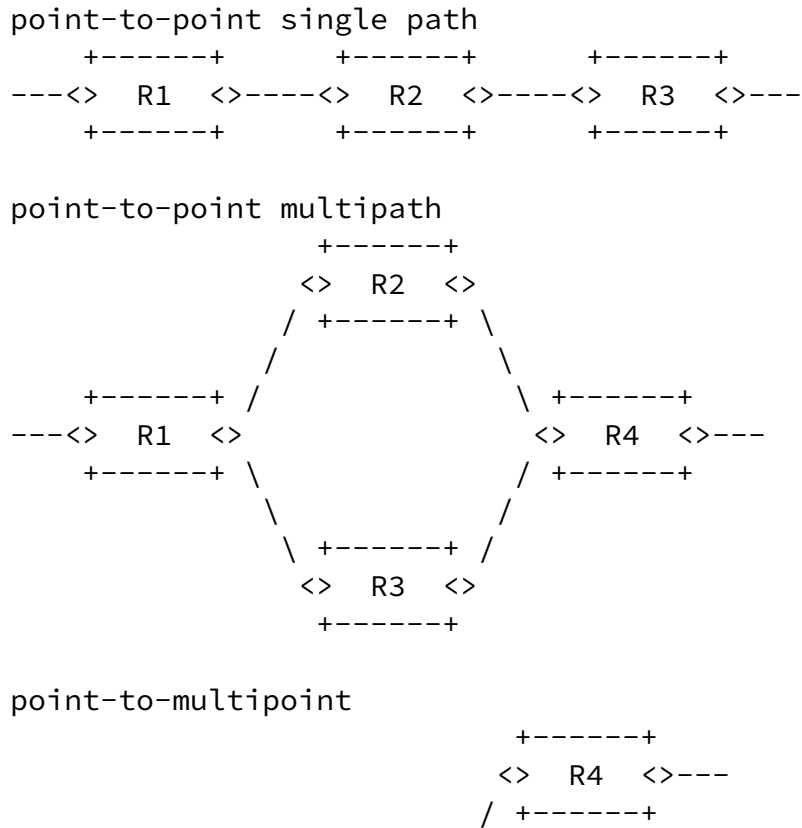 point-to-point single path
    +------+      +------+      +------+
---<>  R1  <>----<>  R2  <>----<>  R3  <>---
    +------+      +------+      +------+

point-to-point multipath
                 +------+
                <>  R2  <>
               / +------+ \
              /            \
    +------+ /              \ +------+
---<>  R1  <>                <>  R4  <>---
    +------+ \              / +------+
              \            /
               \ +------+ /
                <>  R3  <>
                 +------+

point-to-multipoint
                            +------+
                           <>  R4  <>---
                          / +------+